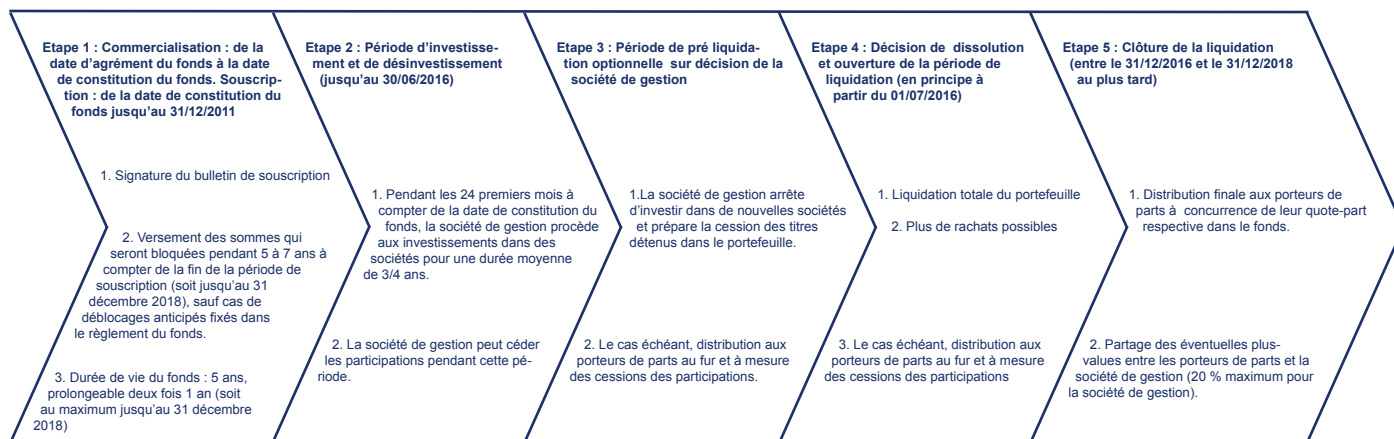 Etape 1 : Commercialisation : de la
date d'agrément du fonds à la date
de constitution du fonds. Souscrip-
tion : de la date de constitution du
fonds jusqu'au 31/12/2011
1. Signature du bulletin de souscription
2. Versement des sommes qui
seront bloquées pendant 5 à 7 ans à
compter de la fin de la période de
souscription (soit jusqu'au 31
décembre 2018), sauf cas de
déblocages anticipés fixés dans
le règlement du fonds.
3. Durée de vie du fonds : 5 ans,
prolongeable deux fois 1 an (soit
au maximum jusqu'au 31 décembre
2018)
Etape 2 : Période d'investisse-
ment et de désinvestissement
(jusqu'au 30/06/2016)
1. Pendant les 24 premiers mois à
compter de la date de constitution du
fonds, la société de gestion procède
aux investissements dans des
sociétés pour une durée moyenne
de 3/4 ans.
2. La société de gestion peut céder
les participations pendant cette pé-
riode.
Etape 3 : Période de pré liquida-
tion optionnelle sur décision de la
société de gestion
1.La société de gestion arrête
d'investir dans de nouvelles sociétés
et prépare la cession des titres
détenus dans le portefeuille.
2. Le cas échéant, distribution aux
porteurs de parts au fur et à mesure
des cessions des participations.
Etape 4 : Décision de dissolution
et ouverture de la période de
liquidation (en principe à
partir du 01/07/2016)
1. Liquidation totale du portefeuille
2. Plus de rachats possibles
3. Le cas échéant, distribution aux
porteurs de parts au fur et à mesure
des cessions des participations
Etape 5 : Clôture de la liquidation
(entre le 31/12/2016 et le 31/12/2018
au plus tard)
1. Distribution finale aux porteurs de
parts à concurrence de leur quote-part
respective dans le fonds.
2. Partage des éventuelles plus-
values entre les porteurs de parts et la
société de gestion (20 % maximum pour
la société de gestion).